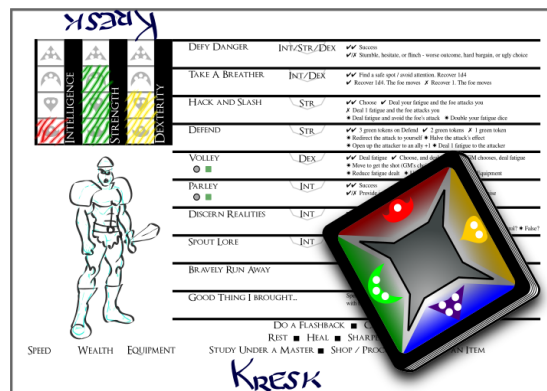 KRESK
INTELLIGENCE
STRENGTH
DEXTERITY
DEFY DANGER INT/STR/DEX ✔✔ Success
✔/✗ Stumble, hesitate, or flinch - worse outcome, hard bargain, or ugly choice
TAKE A BREATHER INT/DEX ✔✔ Find a safe spot / avoid attention. Recover 1d4
✔ Recover 1d4. The foe moves ✗ Recover 1. The foe moves
HACK AND SLASH STR ✔✔ Choose ✔ Deal your fatigue and the foe attacks you
✗ Deal 1 fatigue and the foe attacks you
Deal fatigue and avoid the foe's attack Double your fatigue dice
DEFEND STR ✔✔ 3 green tokens on Defend ✔ 2 green tokens ✗ 1 green token
Redirect the attack to yourself Halve the attack's effect
Open up the attacker to an ally +1 Deal 1 fatigue to the attacker
VOLLEY DEX ✔✔ Deal fatigue ✔ Choose, and GM chooses, deal fatigue
Move to get the shot
Reduce fatigue dealt
PARLEY INT ✔✔ Success
✔/✗
DISCERN REALITIES INT False?
SPOUT LORE INT
BRAVELY RUN AWAY
GOOD THING I BROUGHT...
DO A FLASHBACK
REST ■ HEAL ■
SPEED WEALTH EQUIPMENT STUDY UNDER A MASTER ■ SHOP / ITEM
KRESK